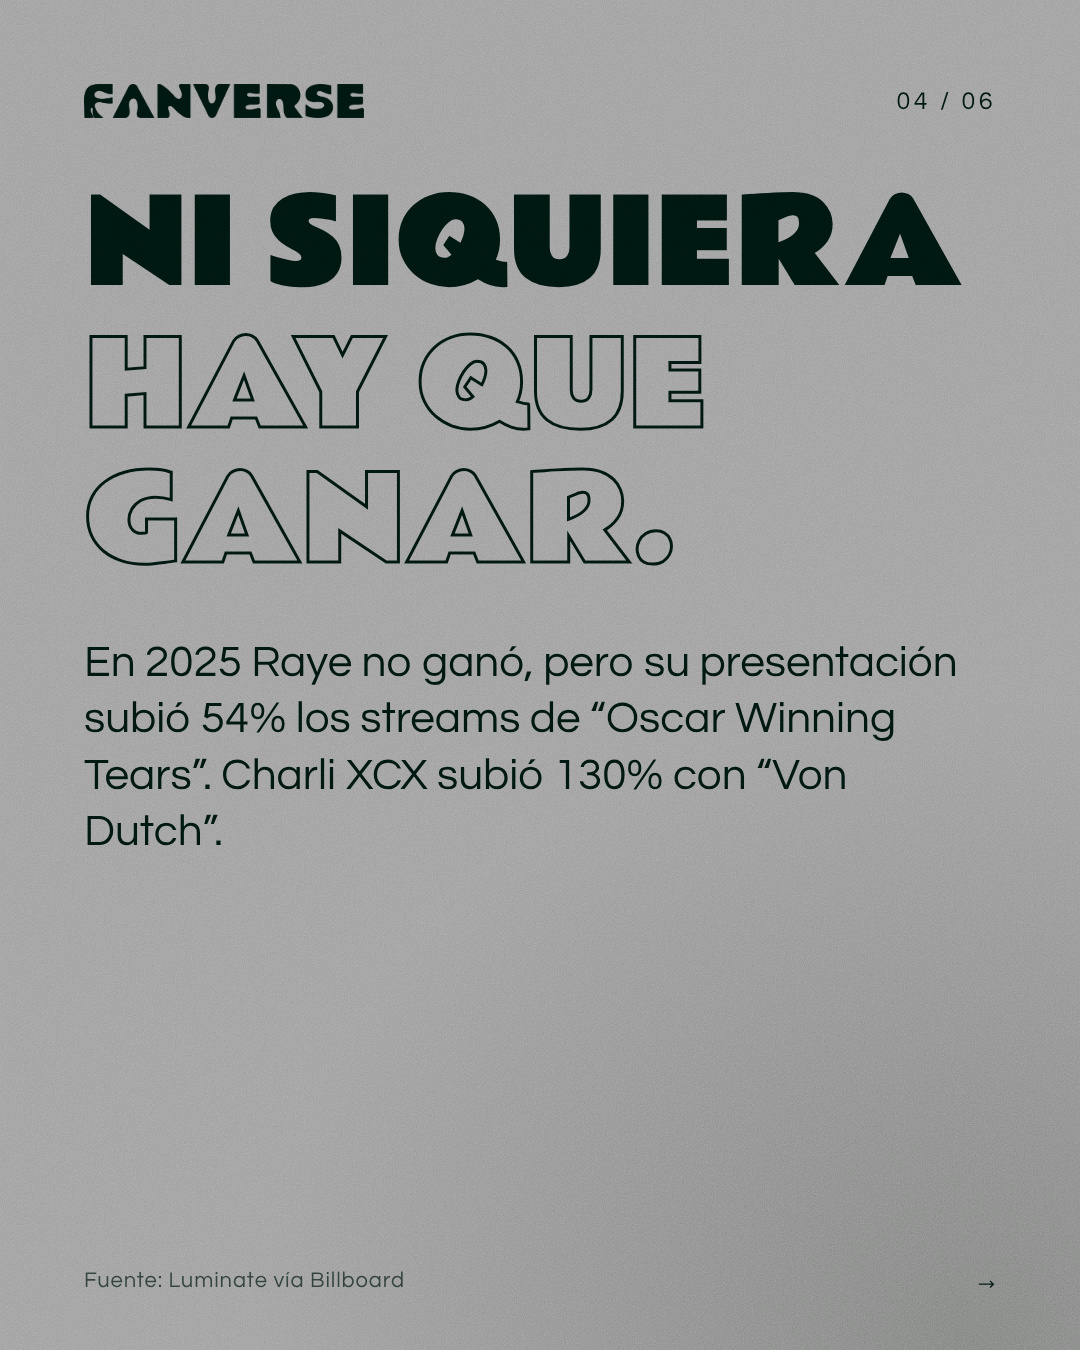 FANVERSE
04 / 06
NI SIQUIERA
HAY QUE
GANAR.
En 2025 Raye no ganó, pero su presentación
subió 54% los streams de “Oscar Winning
Tears”. Charli XCX subió 130% con “Von
Dutch”.
Fuente: Luminate vía Billboard
→